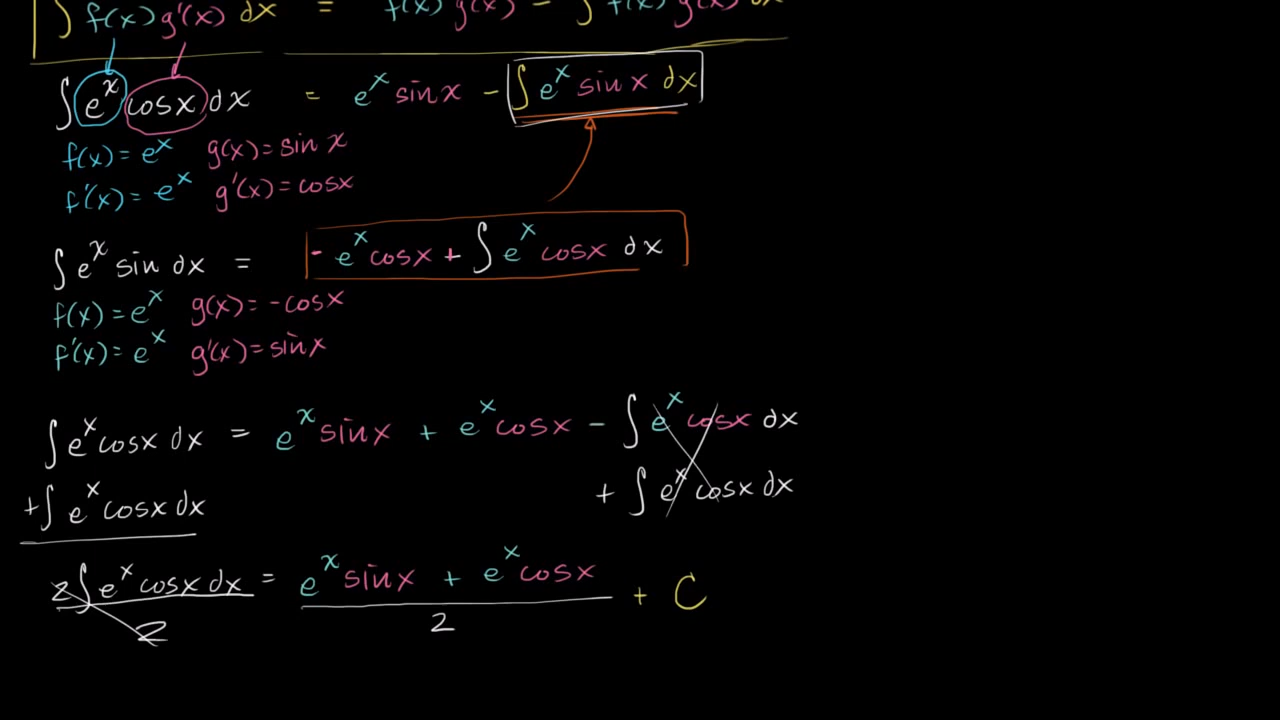 ∫ f(x) g'(x) dx = f(x) g(x) - ∫ f'(x) g(x) dx
∫ e^x cos x dx = e^x sin x - ∫ e^x sin x dx
f(x) = e^x g(x) = sin x
f'(x) = e^x g'(x) = cos x
∫ e^x sin dx = - e^x cos x + ∫ e^x cos x dx
f(x) = e^x g(x) = -cos x
f'(x) = e^x g'(x) = sin x
∫ e^x cos x dx = e^x sin x + e^x cos x - ∫ e^x cos x dx
+ ∫ e^x cos x dx + ∫ e^x cos x dx
2 ∫ e^x cos x dx = e^x sin x + e^x cos x + C
2 2